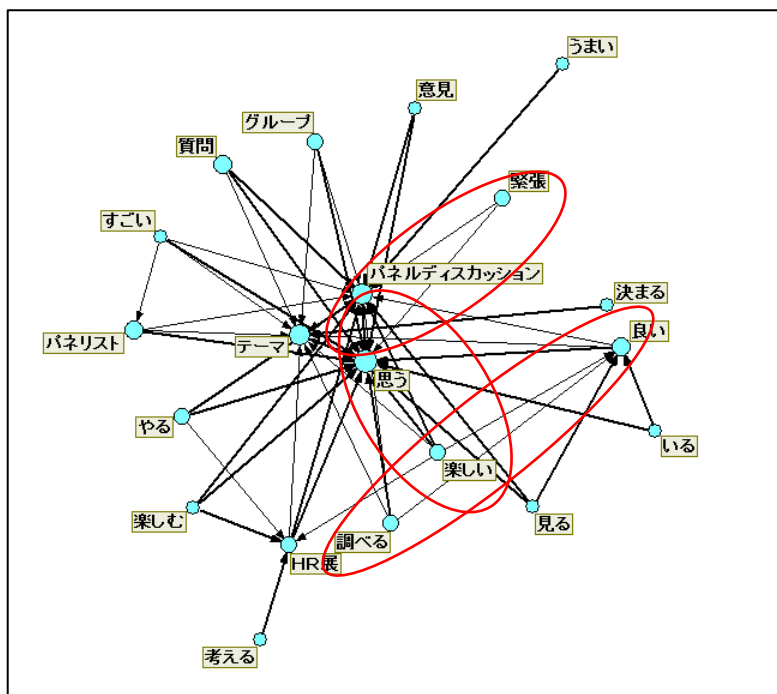 うまい
意見
グループ
質問
緊張
すごい
パネルディスカッション
決まる
パネリスト
テーマ
良い
思う
やる
いる
楽しい
楽しむ
見る
調べる
HR展
考える